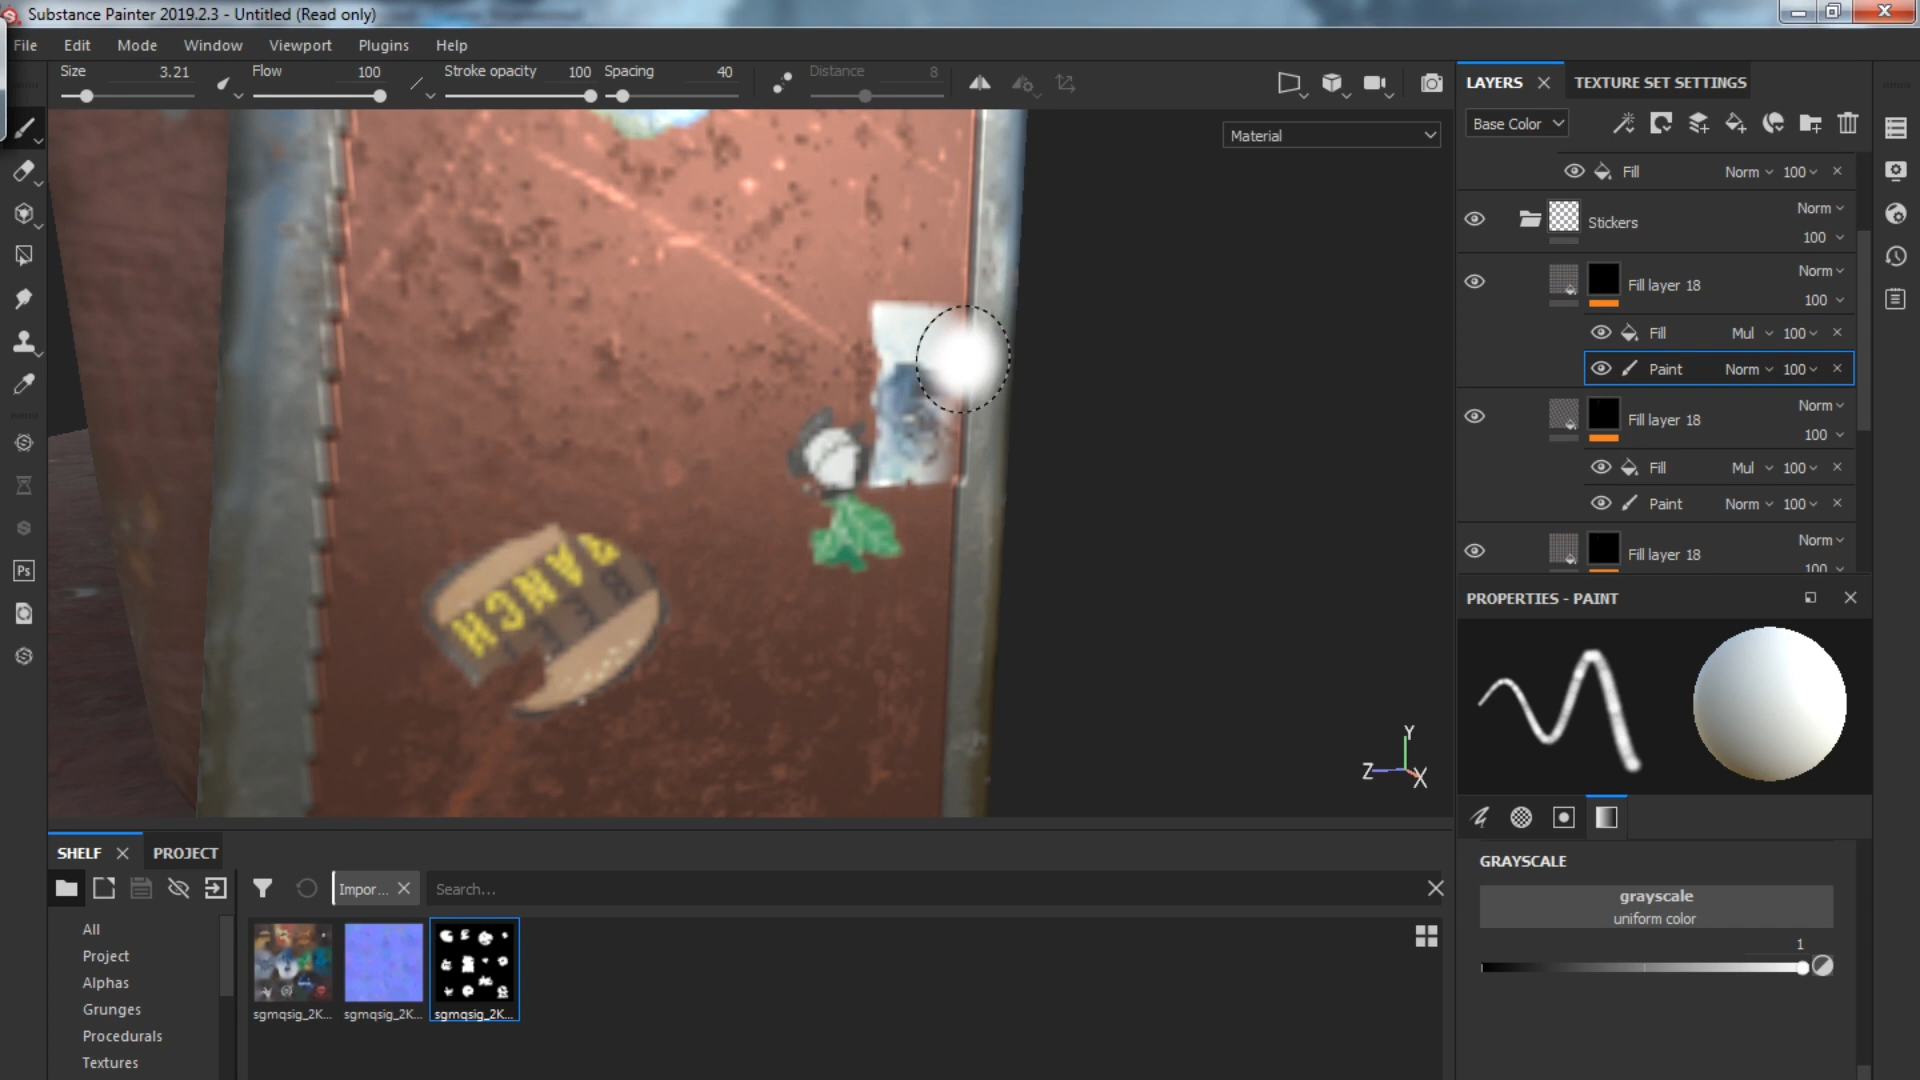 Substance Painter 2019.2.3 - Untitled (Read only)
File Edit Mode Window Viewport Plugins Help
Size 3.21 Flow 100 Stroke opacity 100 Spacing 40 Distance 8
LAYERS TEXTURE SET SETTINGS
Material
Base Color
Fill Norm 100
Stickers Norm 100
Fill layer 18 Norm 100
Fill Mul 100
Paint Norm 100
Fill layer 18 Norm 100
Fill Mul 100
Paint Norm 100
Fill layer 18 Norm 100
Ps
RANCH
Y
Z
X
PROPERTIES - PAINT
GRAYSCALE
grayscale
uniform color
1
SHELF PROJECT
Impor... Search...
All
Project
Alphas
Grunges
Procedurals
Textures
sgmqsig_2K... sgmqsig_2K... sgmqsig_2K...